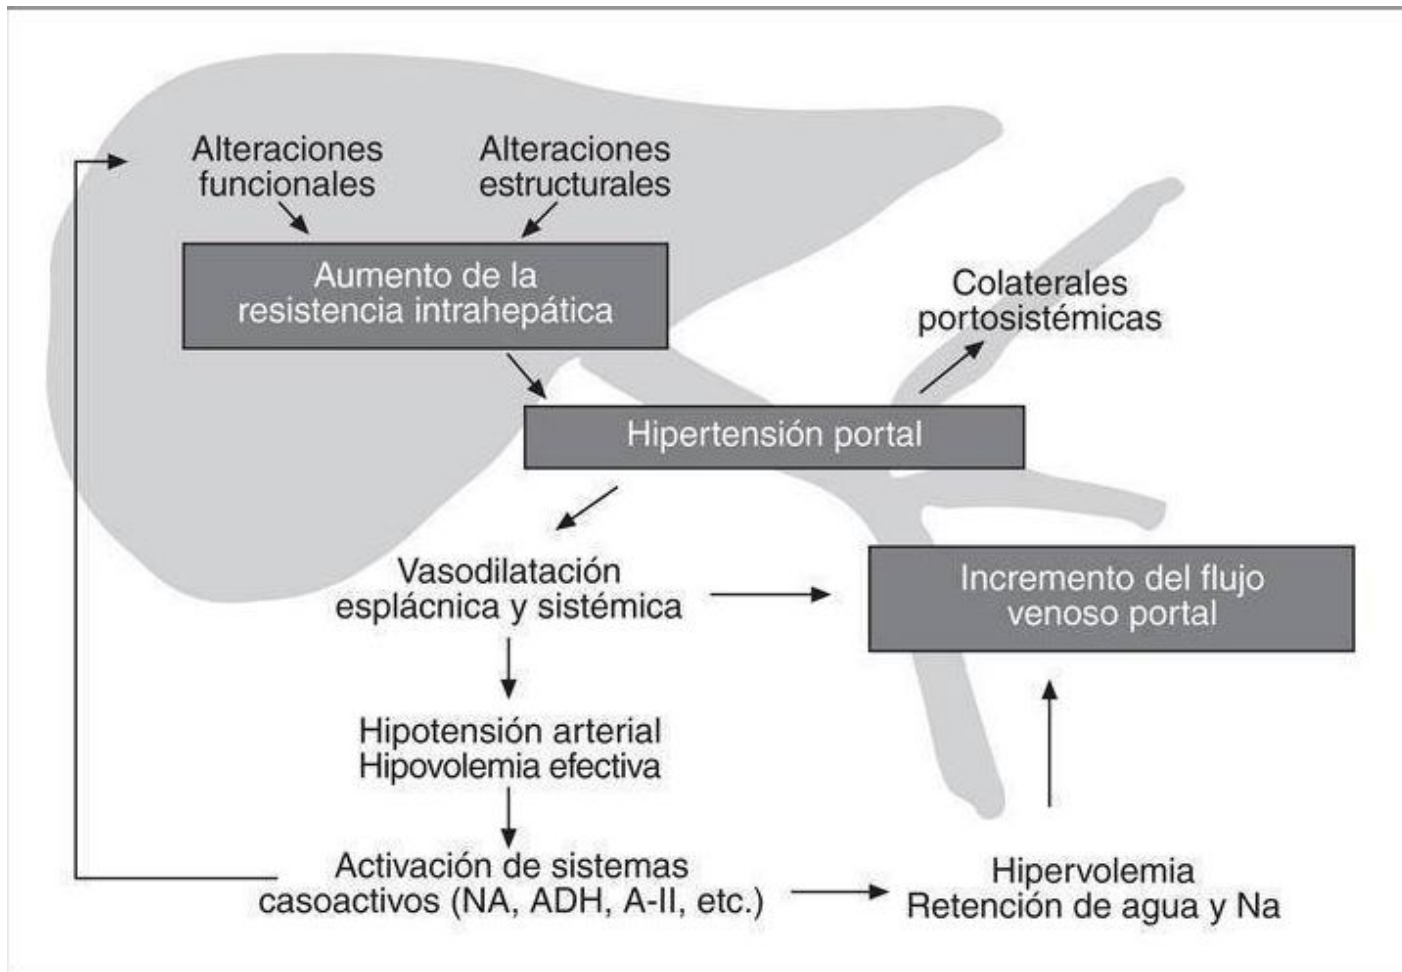 Alteraciones
funcionales
Alteraciones
estructurales
Aumento de la
resistencia intrahepática
Colaterales
portosistémicas
Hipertensión portal
Vasodilatación
esplácnica y sistémica
Incremento del flujo
venoso portal
Hipotensión arterial
Hipovolemia efectiva
Activación de sistemas
casoactivos (NA, ADH, A-II, etc.)
Hipervolemia
Retención de agua y Na